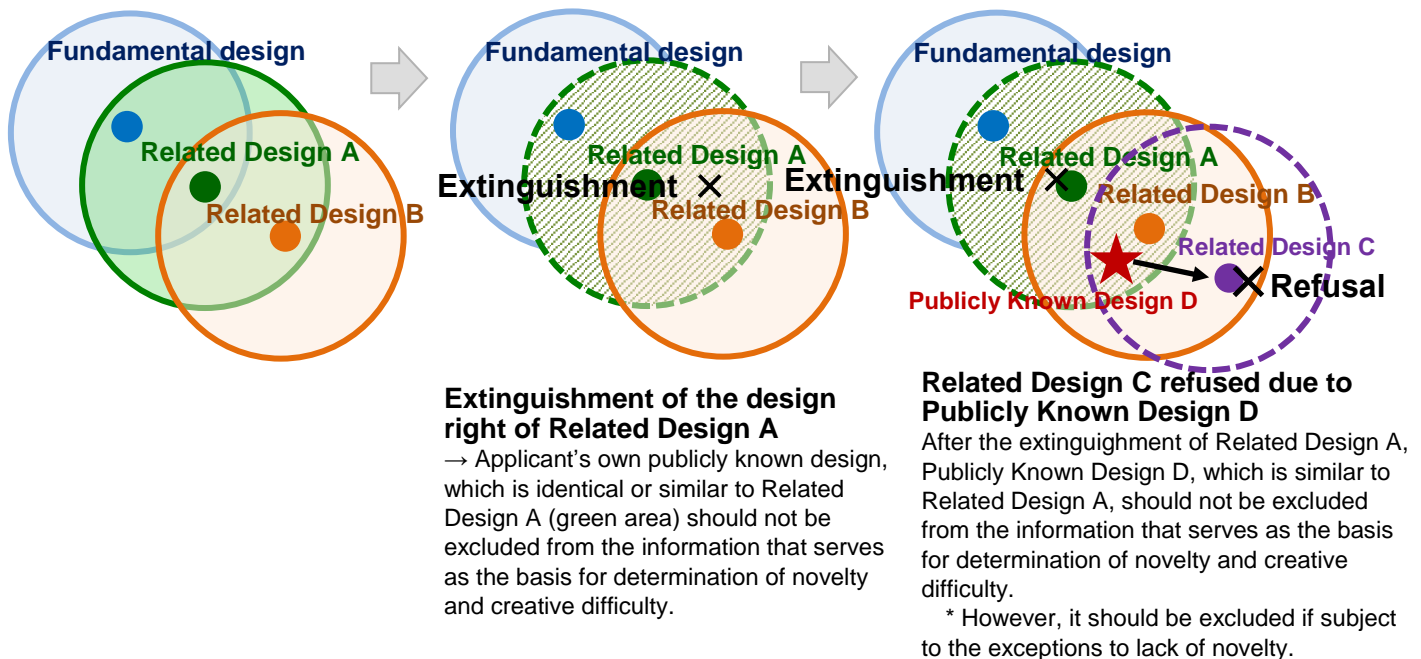 Fundamental design
Related Design A
Related Design B
Fundamental design
Related Design A
Extinguishment
Related Design B
Fundamental design
Related Design A
Extinguishment
Related Design B
Related Design C
Refusal
Publicly Known Design D
Extinguishment of the design
right of Related Design A
→ Applicant’s own publicly known design,
which is identical or similar to Related
Design A (green area) should not be
excluded from the information that serves
as the basis for determination of novelty
and creative difficulty.
Related Design C refused due to
Publicly Known Design D
After the extinguighment of Related Design A,
Publicly Known Design D, which is similar to
Related Design A, should not be excluded
from the information that serves as the basis
for determination of novelty and creative
difficulty.
* However, it should be excluded if subject
to the exceptions to lack of novelty.